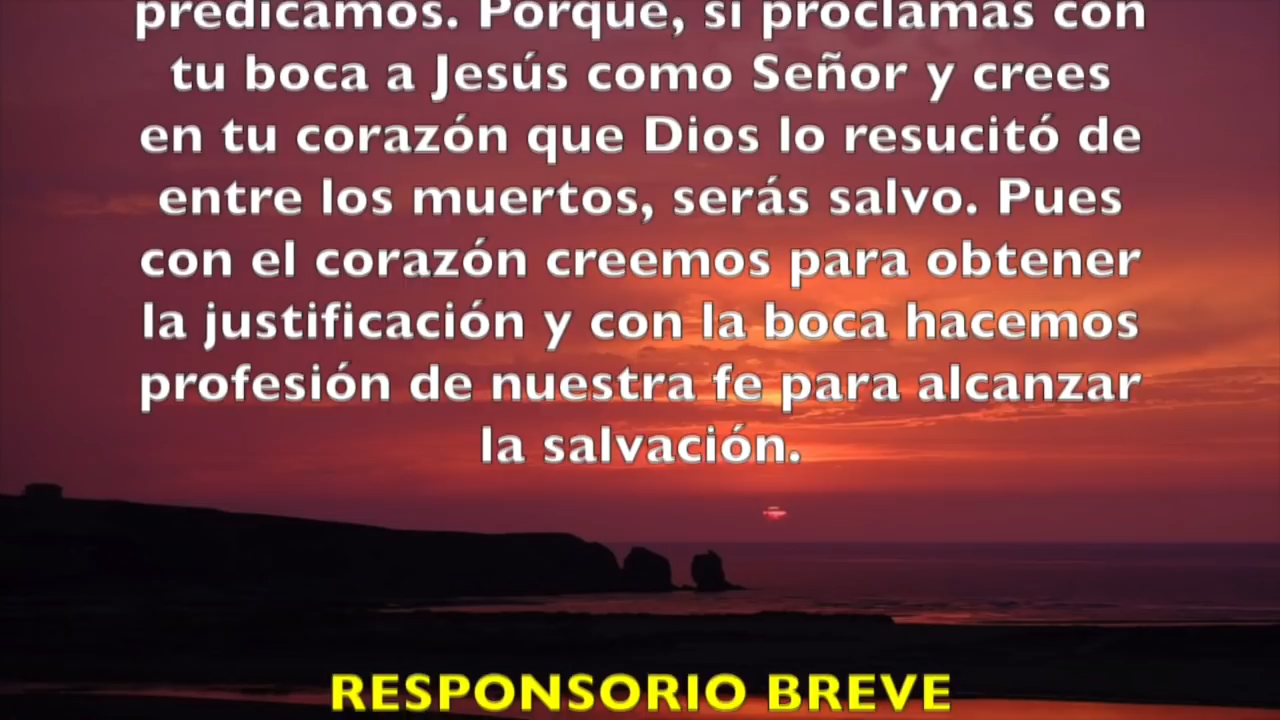 predicamos. Porque, si proclamas con
tu boca a Jesús como Señor y crees
en tu corazón que Dios lo resucitó de
entre los muertos, serás salvo. Pues
con el corazón creemos para obtener
la justificación y con la boca hacemos
profesión de nuestra fe para alcanzar
la salvación.
RESPONSORIO BREVE